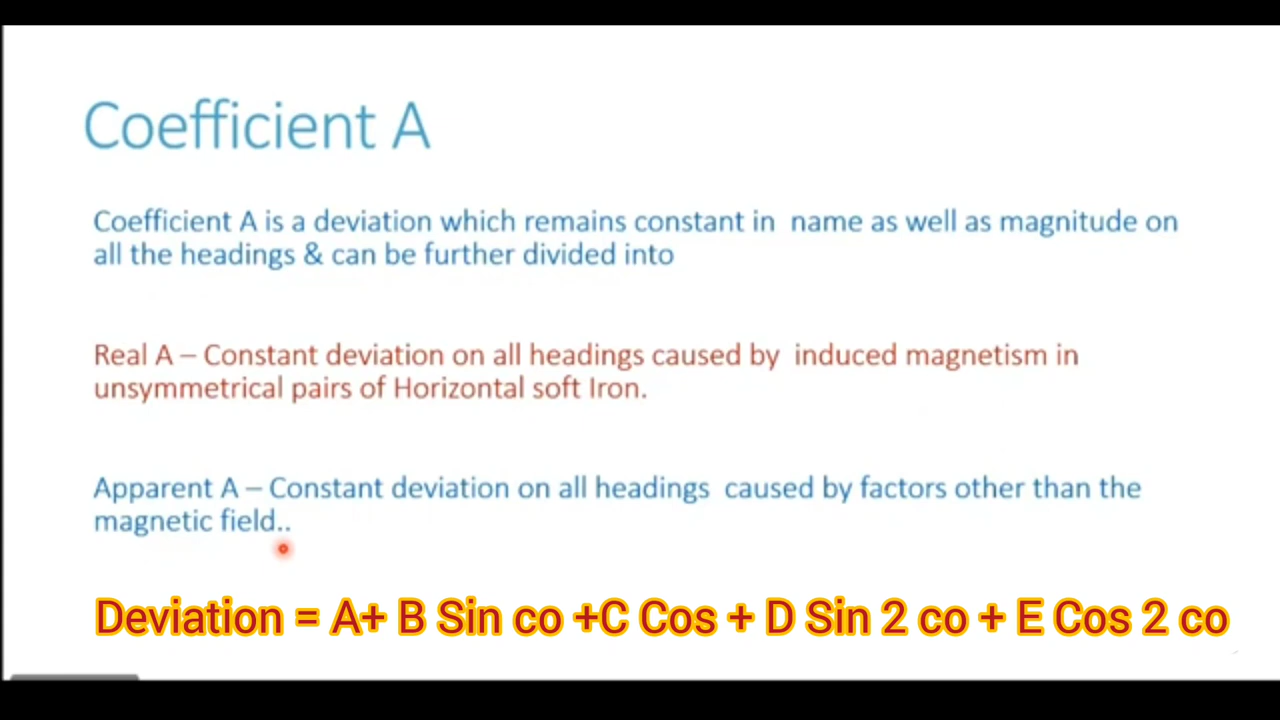 Coefficient A
Coefficient A is a deviation which remains constant in name as well as magnitude on
all the headings & can be further divided into
Real A – Constant deviation on all headings caused by induced magnetism in
unsymmetrical pairs of Horizontal soft Iron.
Apparent A – Constant deviation on all headings caused by factors other than the
magnetic field..
Deviation = A+ B Sin co +C Cos + D Sin 2 co + E Cos 2 co